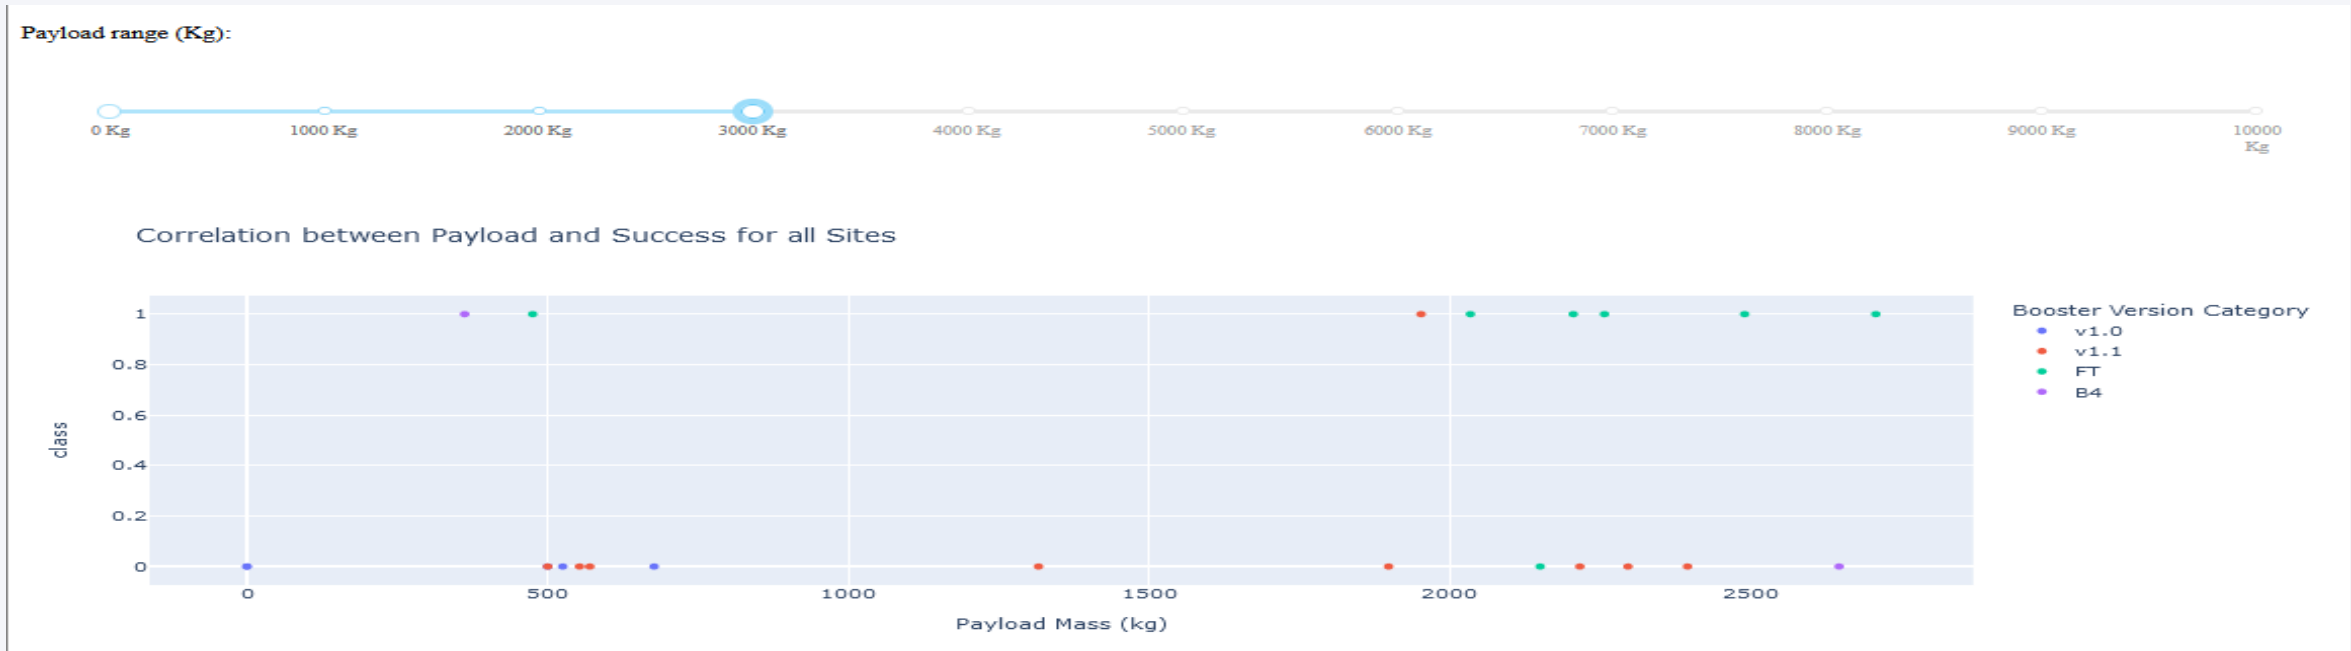 Payload range (Kg):
0 Kg 1000 Kg 2000 Kg 3000 Kg 4000 Kg 5000 Kg 6000 Kg 7000 Kg 8000 Kg 9000 Kg 10000 Kg
Correlation between Payload and Success for all Sites
Booster Version Category
v1.0
v1.1
FT
B4
class
1
0.8
0.6
0.4
0.2
0
0 500 1000 1500 2000 2500
Payload Mass (kg)